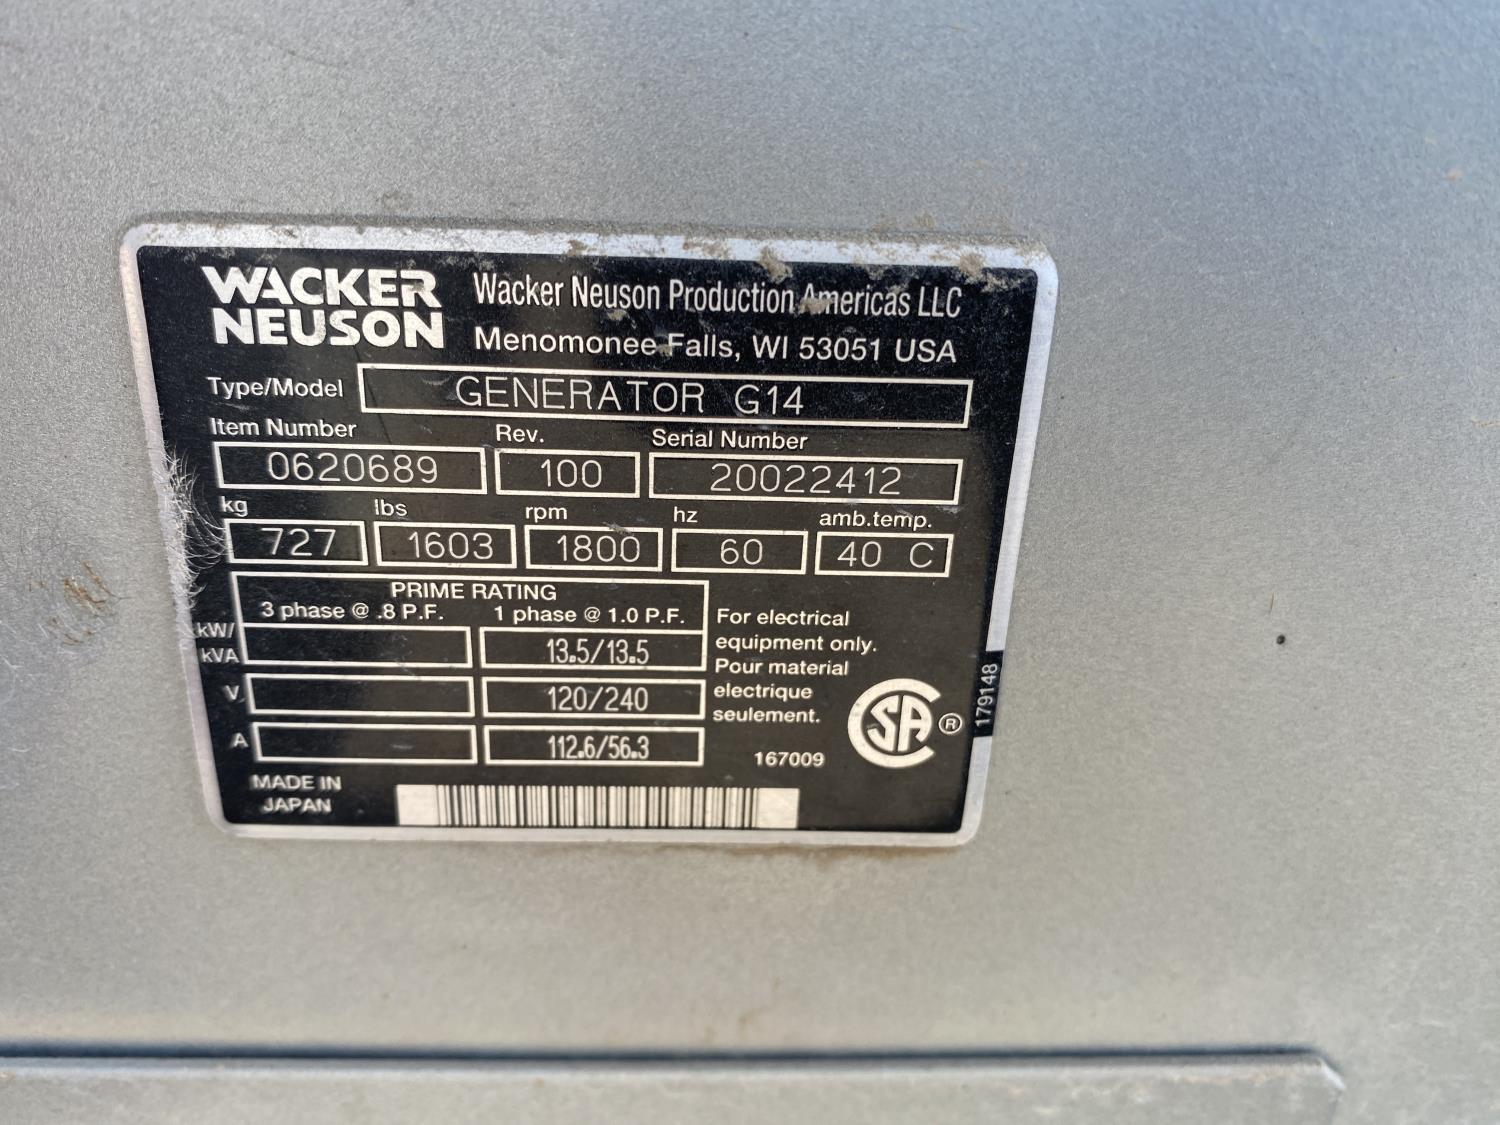 WACKER
NEUSON
Wacker Neuson Production Americas LLC
Menomonee Falls, WI 53051 USA
Type/Model GENERATOR G14
Item Number Rev. Serial Number
0620689 100 20022412
kg lbs rpm hz amb.temp.
727 1603 1800 60 40 C
PRIME RATING
3 phase @ .8 P.F. 1 phase @ 1.0 P.F.
kW/
kVA 13.5/13.5
V 120/240
A 112.6/56.3
For electrical
equipment only.
Pour material
electrique
seulement.
167009
SA ®
179148
MADE IN
JAPAN